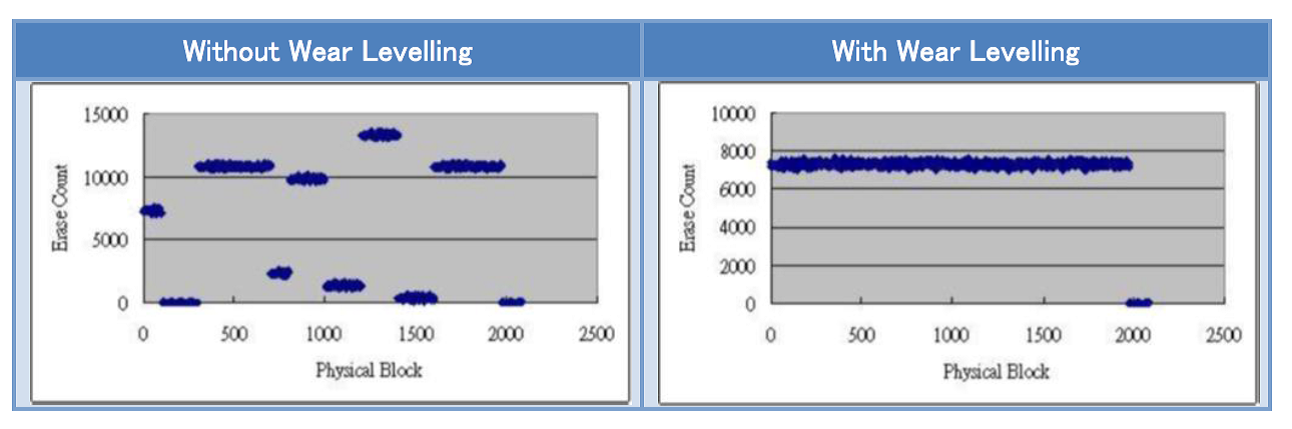 Without Wear Levelling
With Wear Levelling
15000
10000
5000
0
Erase Count
0 500 1000 1500 2000 2500
Physical Block
10000
8000
6000
4000
2000
0
Erase Count
0 500 1000 1500 2000 2500
Physical Block